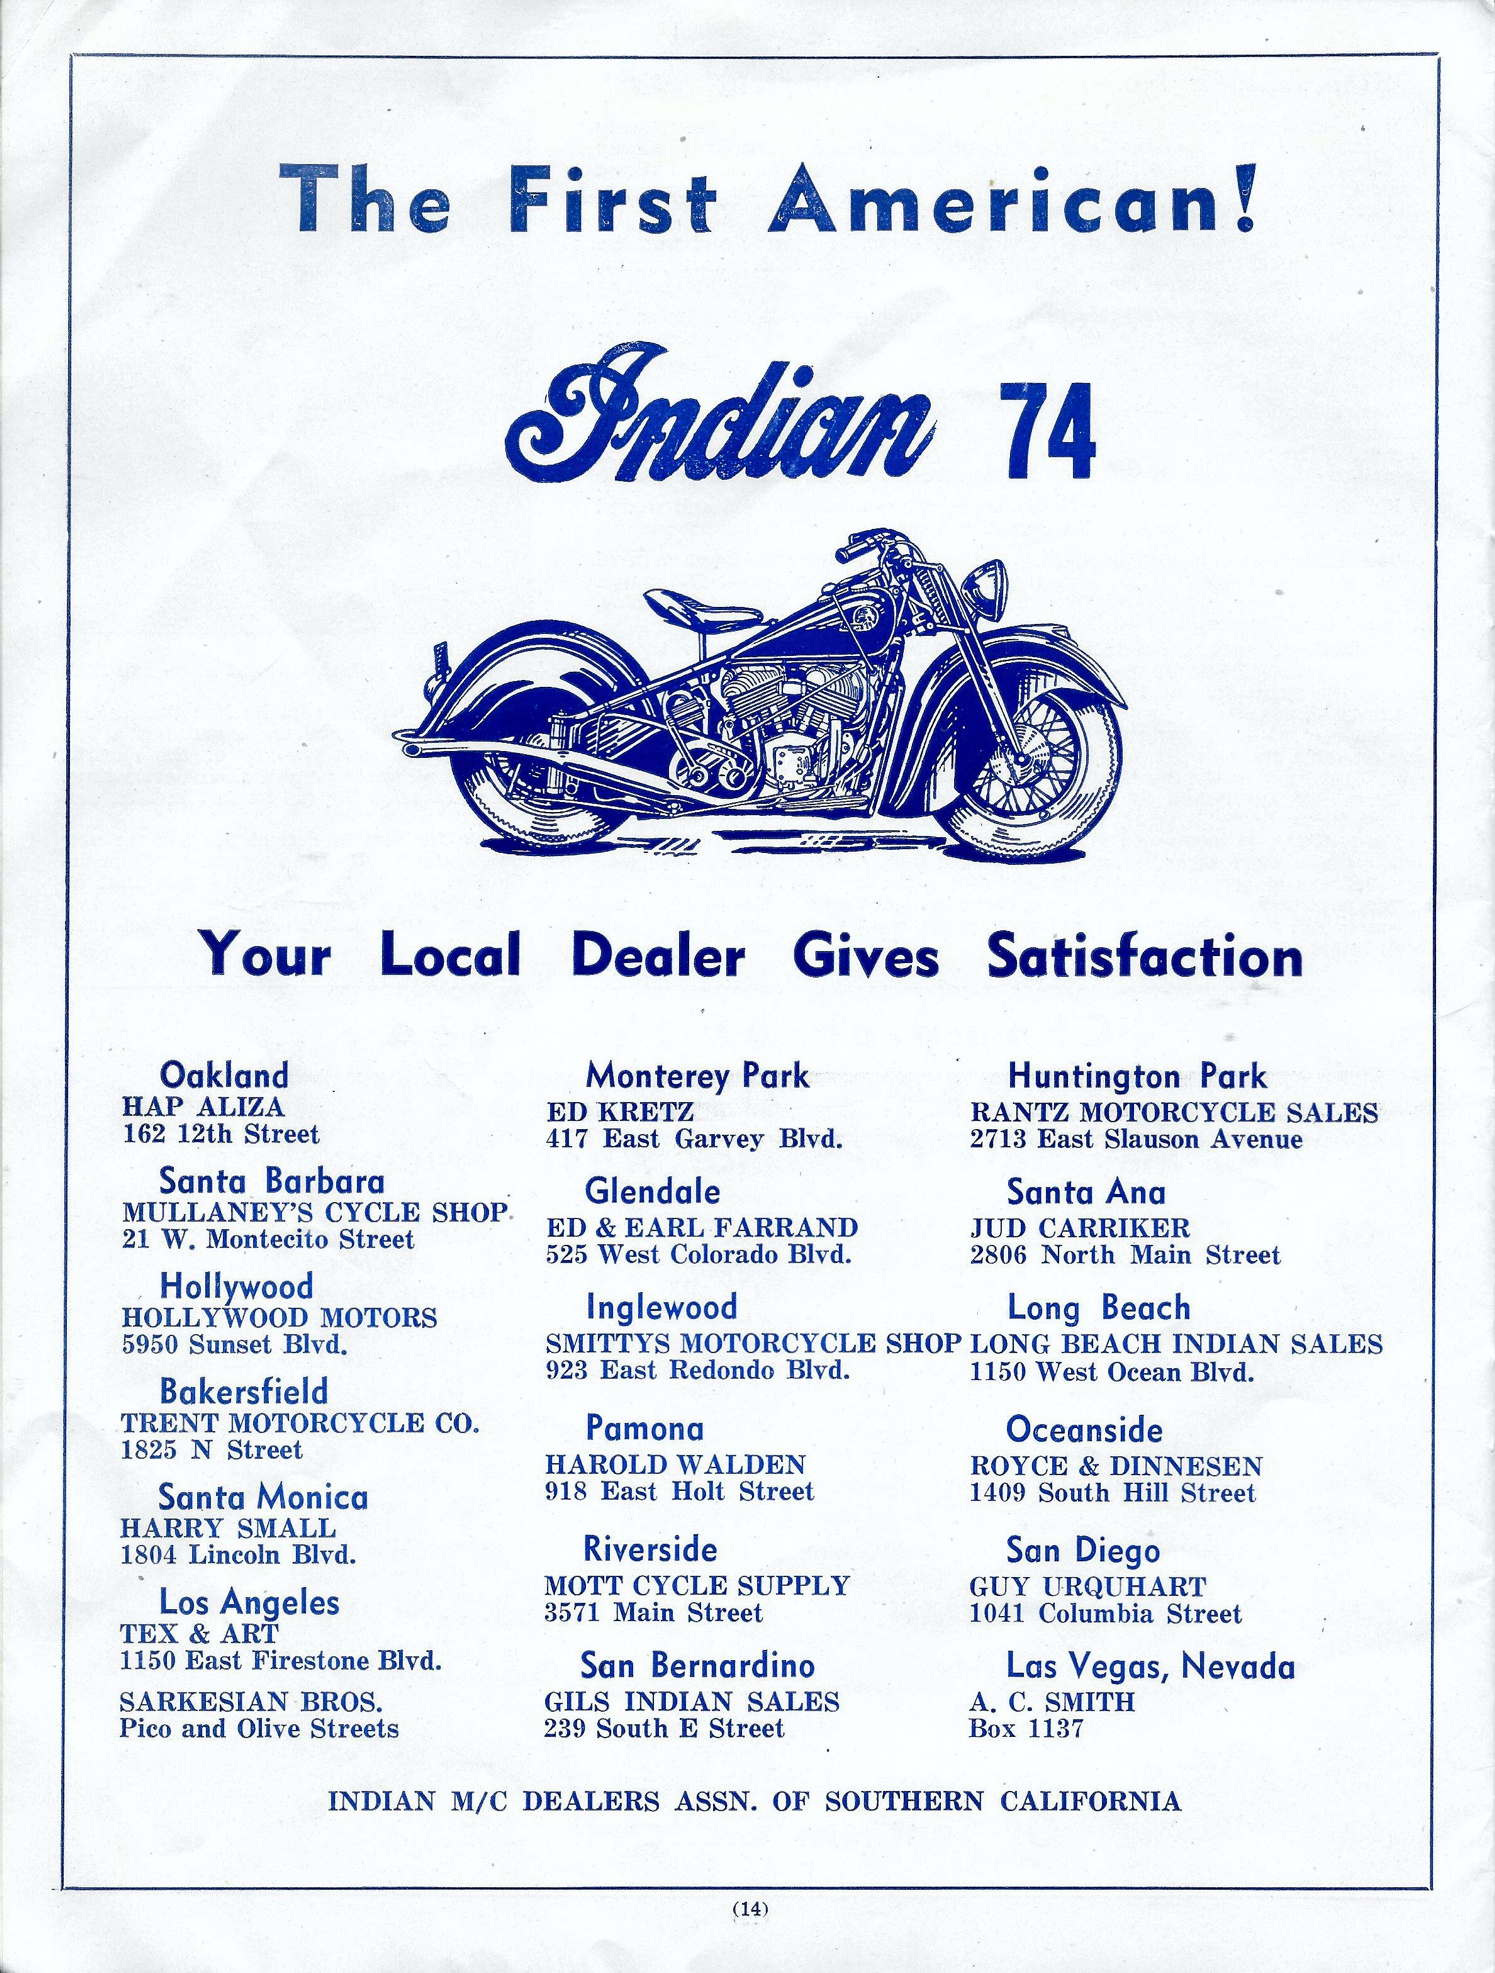 The First American!
Indian 74
Your Local Dealer Gives Satisfaction
Oakland
HAP ALIZA
162 12th Street
Santa Barbara
MULLANEY'S CYCLE SHOP
21 W. Montecito Street
Hollywood
HOLLYWOOD MOTORS
5950 Sunset Blvd.
Bakersfield
TRENT MOTORCYCLE CO.
1825 N Street
Santa Monica
HARRY SMALL
1804 Lincoln Blvd.
Los Angeles
TEX & ART
1150 East Firestone Blvd.
SARKESIAN BROS.
Pico and Olive Streets
Monterey Park
ED KRETZ
417 East Garvey Blvd.
Glendale
ED & EARL FARRAND
525 West Colorado Blvd.
Inglewood
SMITTYS MOTORCYCLE SHOP
923 East Redondo Blvd.
Pamona
HAROLD WALDEN
918 East Holt Street
Riverside
MOTT CYCLE SUPPLY
3571 Main Street
San Bernardino
GILS INDIAN SALES
239 South E Street
Huntington Park
RANTZ MOTORCYCLE SALES
2713 East Slauson Avenue
Santa Ana
JUD CARRIKER
2806 North Main Street
Long Beach
LONG BEACH INDIAN SALES
1150 West Ocean Blvd.
Oceanside
ROYCE & DINNESEN
1409 South Hill Street
San Diego
GUY URQUHART
1041 Columbia Street
Las Vegas, Nevada
A. C. SMITH
Box 1137
INDIAN M/C DEALERS ASSN. OF SOUTHERN CALIFORNIA
(14)